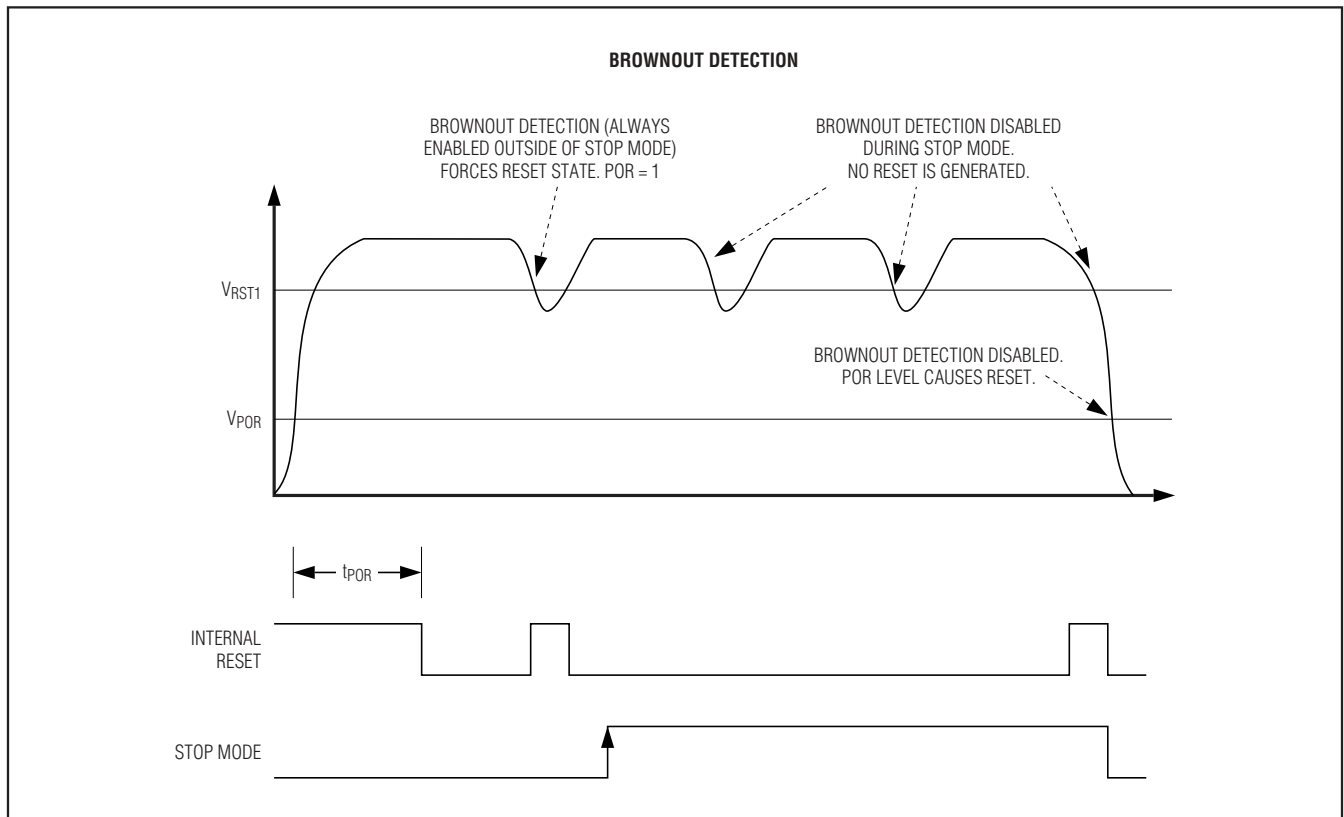 BROWNOUT DETECTION
BROWNOUT DETECTION (ALWAYS
ENABLED OUTSIDE OF STOP MODE)
FORCES RESET STATE. POR = 1
BROWNOUT DETECTION DISABLED
DURING STOP MODE.
NO RESET IS GENERATED.
VRST1
BROWNOUT DETECTION DISABLED.
POR LEVEL CAUSES RESET.
VPOR
tPOR
INTERNAL
RESET
STOP MODE